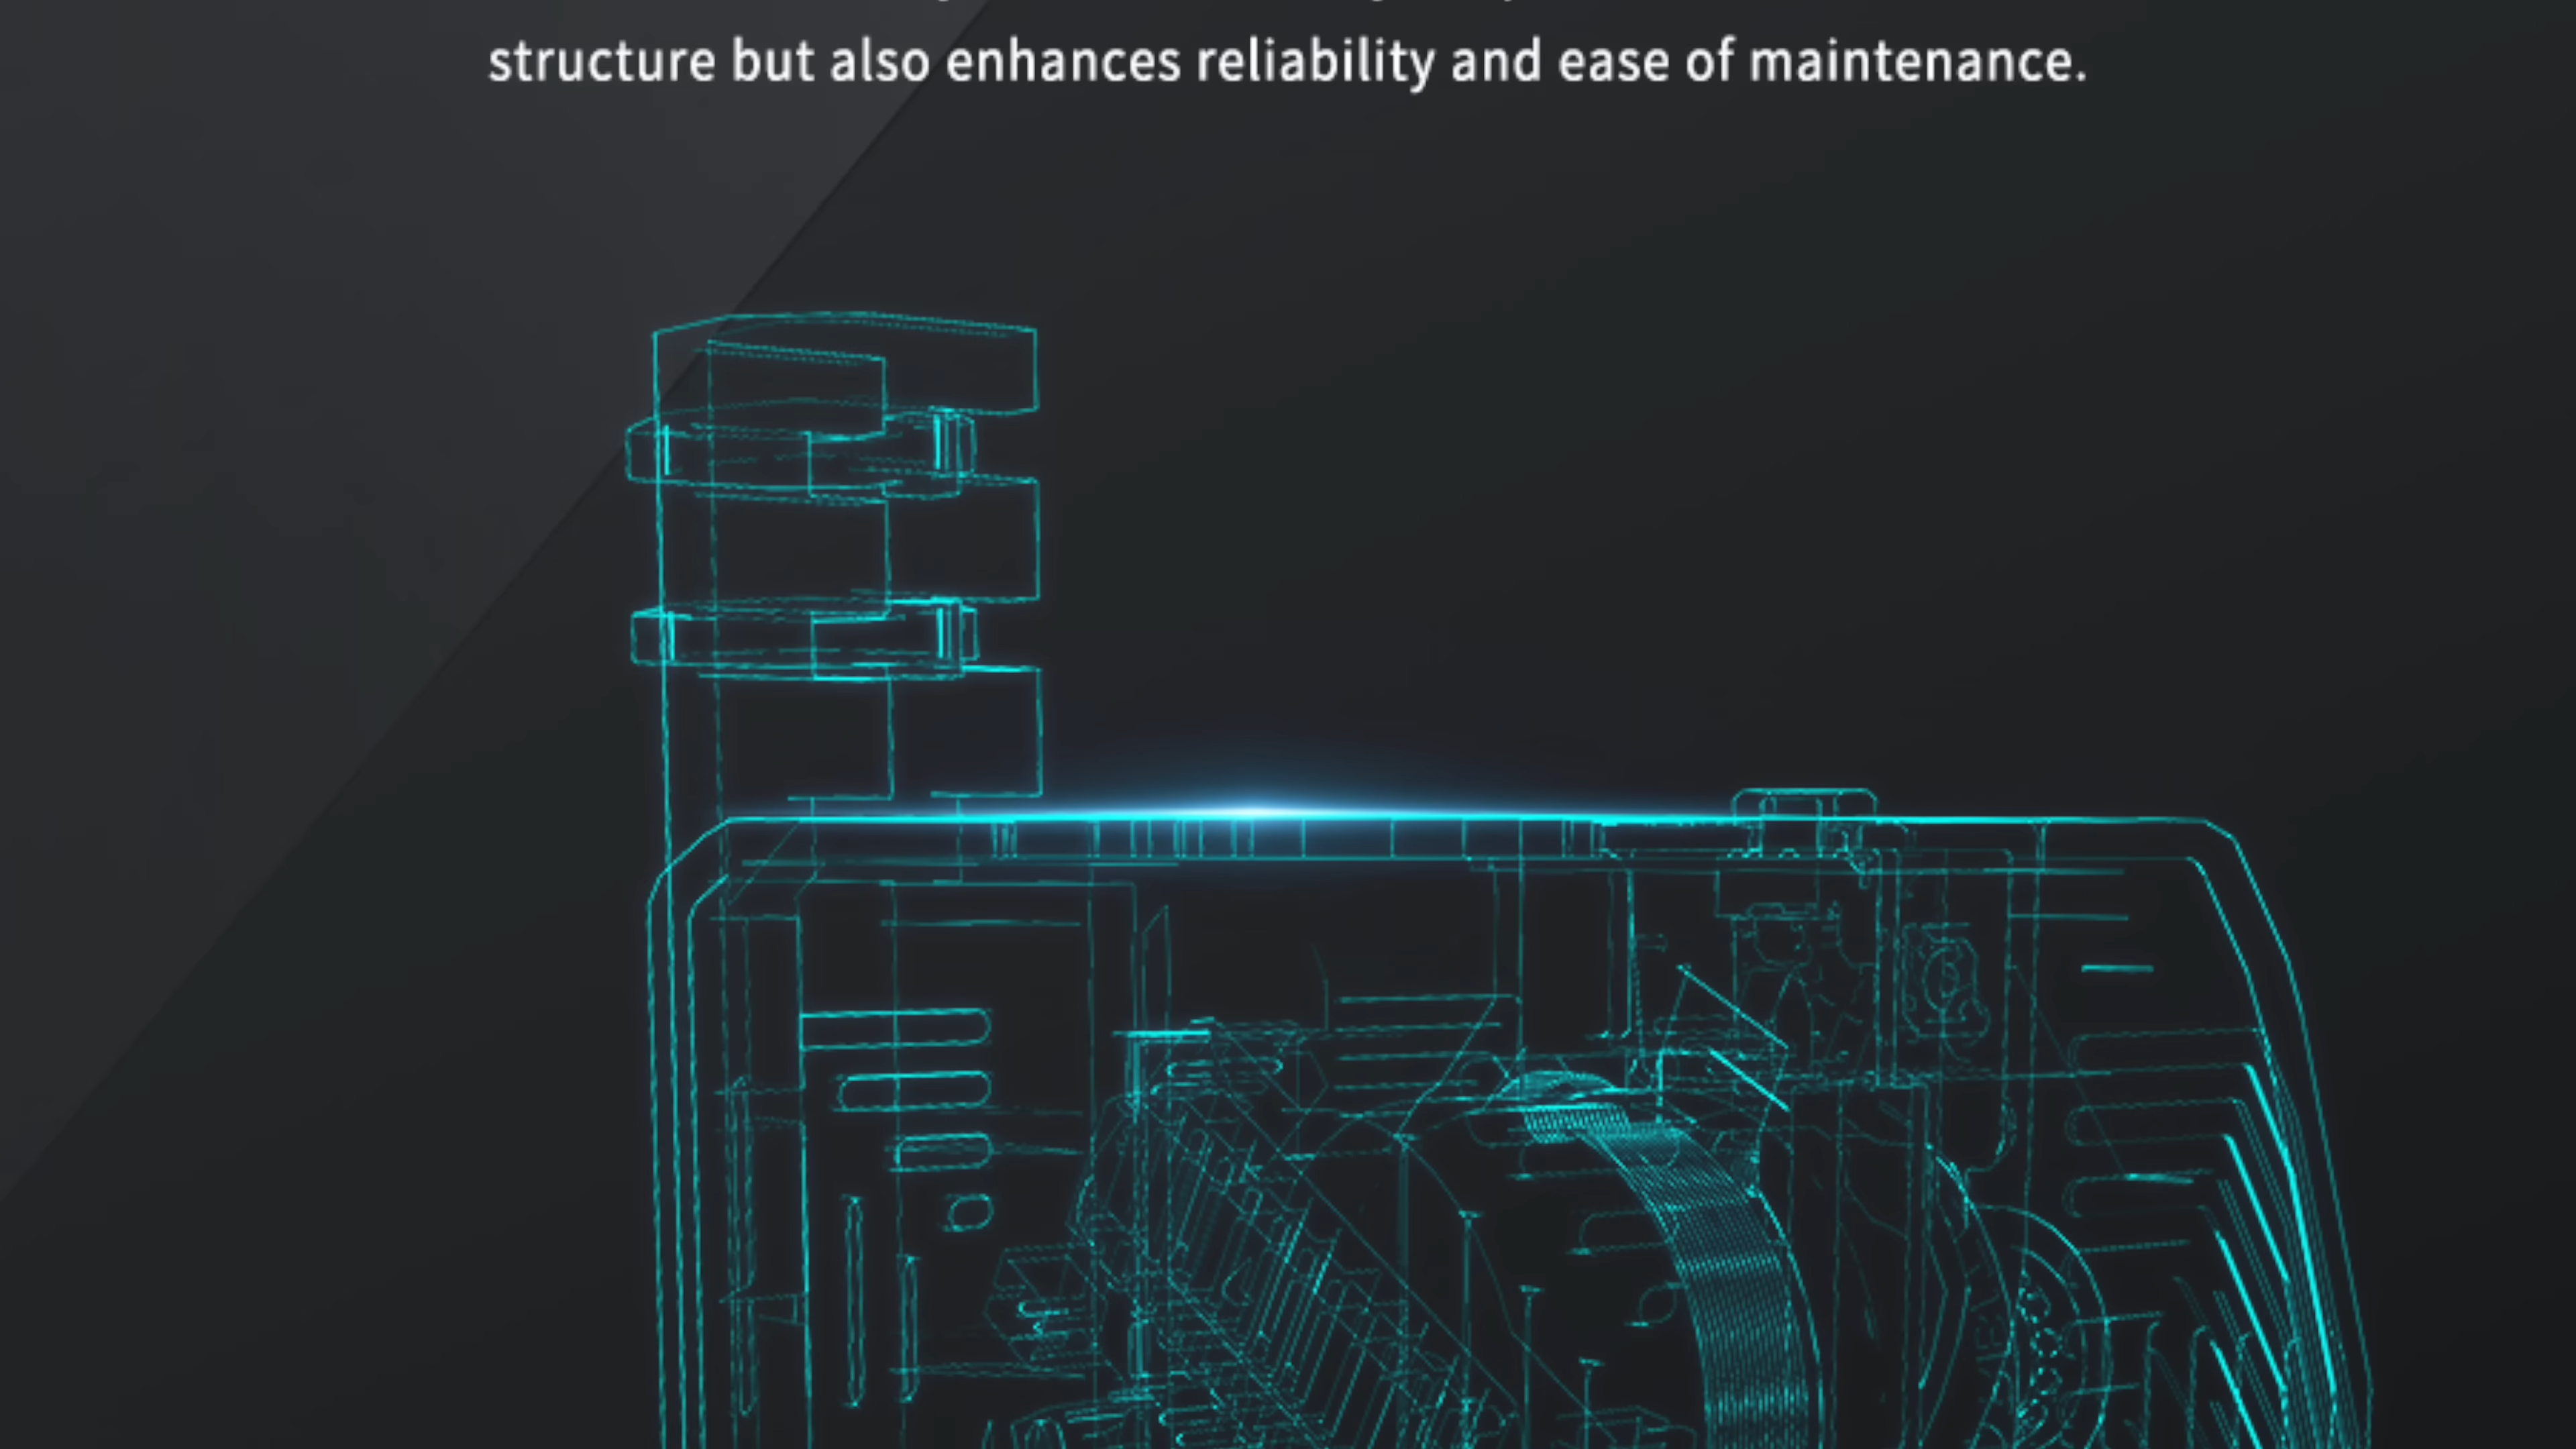 structure but also enhances reliability and ease of maintenance.